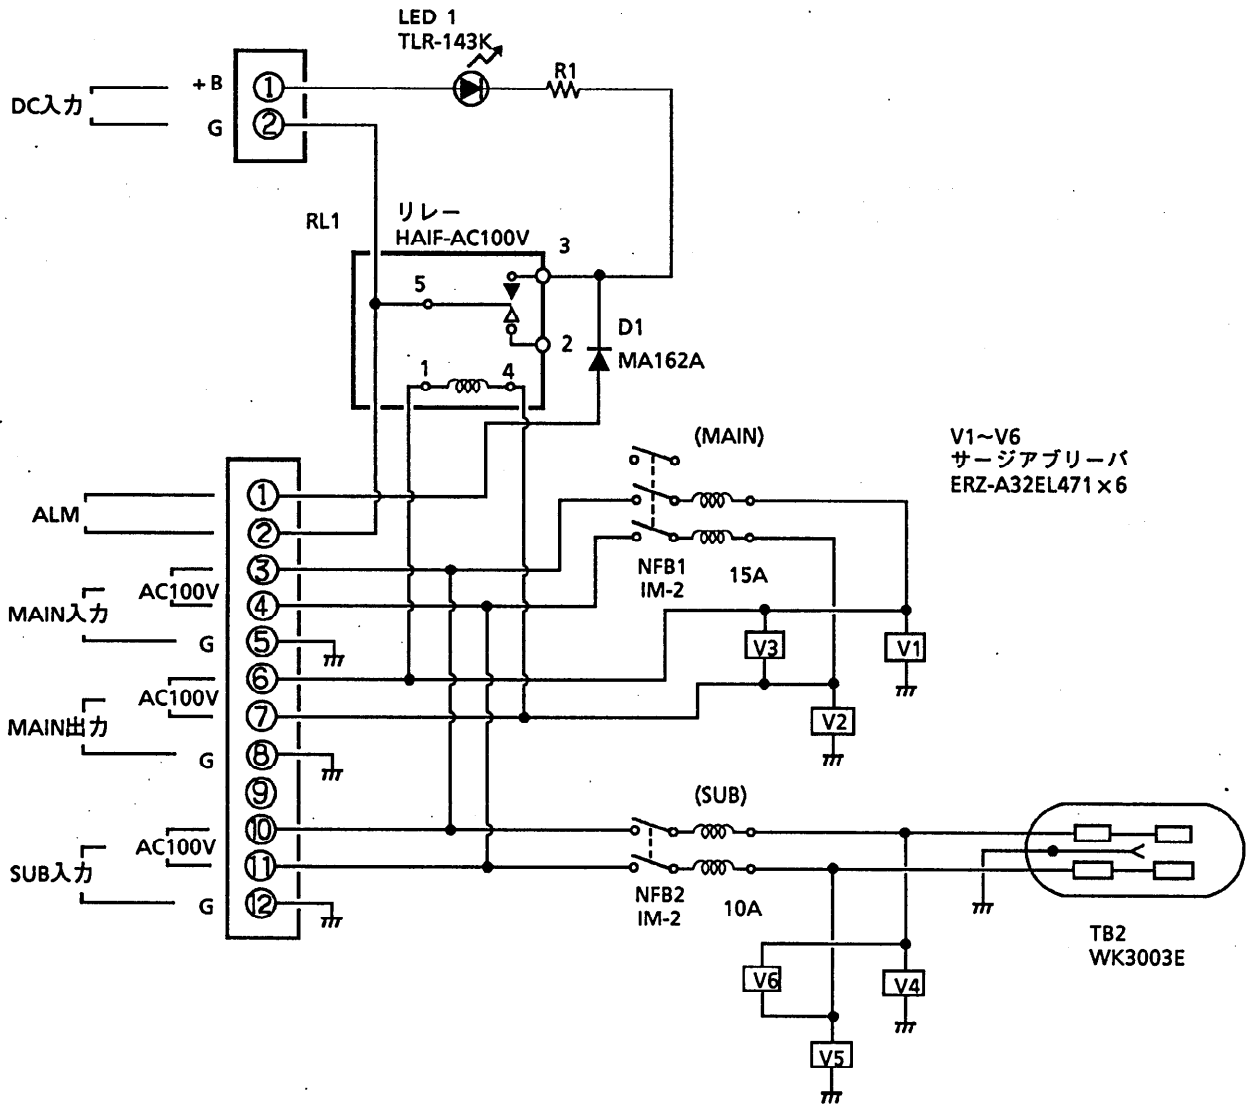 LED 1
TLR-143K
DC入力
+B
①
G
②
R1
RL1
リレー
HAIF-AC100V
3
5
2
1
4
D1
MA162A
(MAIN)
V1~V6
サージアブリーバ
ERZ-A32EL471×6
ALM
①
②
③
AC100V
④
MAIN入力
G
⑤
NFB1
IM-2
15A
V3
V1
⑥
AC100V
⑦
MAIN出力
G
⑧
V2
⑨
(SUB)
⑩
AC100V
⑪
SUB入力
G
⑫
NFB2
IM-2
10A
TB2
WK3003E
V6
V4
V5